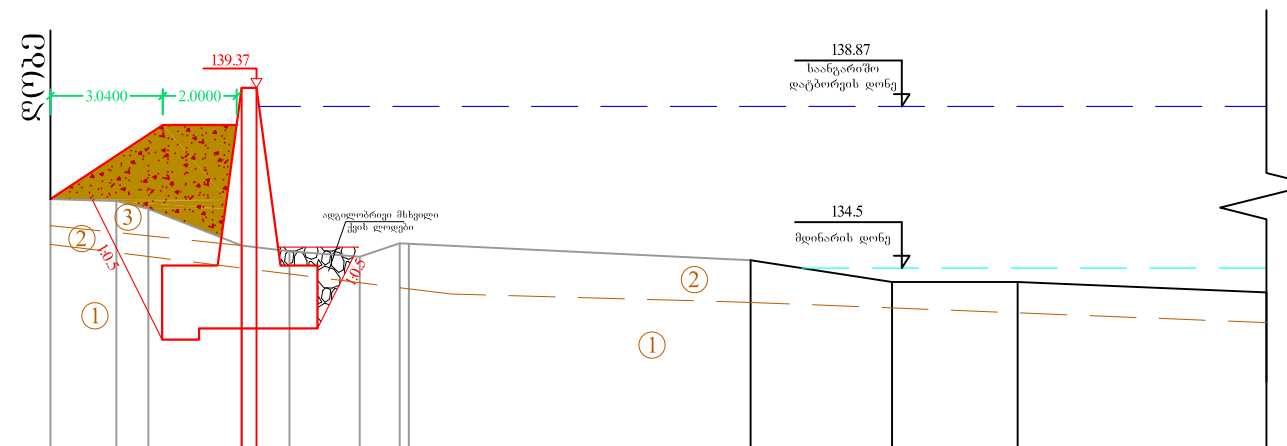 ღობე
139.37
3.0400
2.0000
138.87
საანგარიშო
დატბორვის დონე
ადგილობრივი მსხვილი
ქვის ლოდები
134.5
მდინარის დონე
3
2
1:0.5
1:0.5
2
1
1